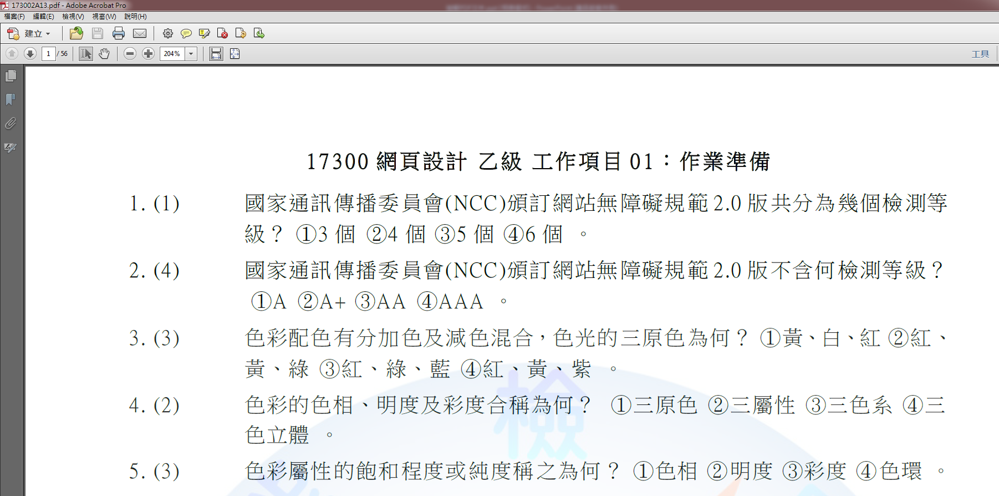 173002A13.pdf - Adobe Acrobat Pro
檔案(F) 編輯(E) 檢視(V) 視窗(W) 說明(H)
建立
1 / 56 204% 工具
17300 網頁設計 乙級 工作項目 01：作業準備
1. (1) 國家通訊傳播委員會(NCC)頒訂網站無障礙規範 2.0 版共分為幾個檢測等
級？ ①3 個 ②4 個 ③5 個 ④6 個 。
2. (4) 國家通訊傳播委員會(NCC)頒訂網站無障礙規範 2.0 版不含何檢測等級？
①A ②A+ ③AA ④AAA 。
3. (3) 色彩配色有分加色及減色混合，色光的三原色為何？ ①黃、白、紅 ②紅、
黃、綠 ③紅、綠、藍 ④紅、黃、紫 。
4. (2) 色彩的色相、明度及彩度合稱為何？ ①三原色 ②三屬性 ③三色系 ④三
色立體 。
5. (3) 色彩屬性的飽和程度或純度稱之為何？ ①色相 ②明度 ③彩度 ④色環 。
檢